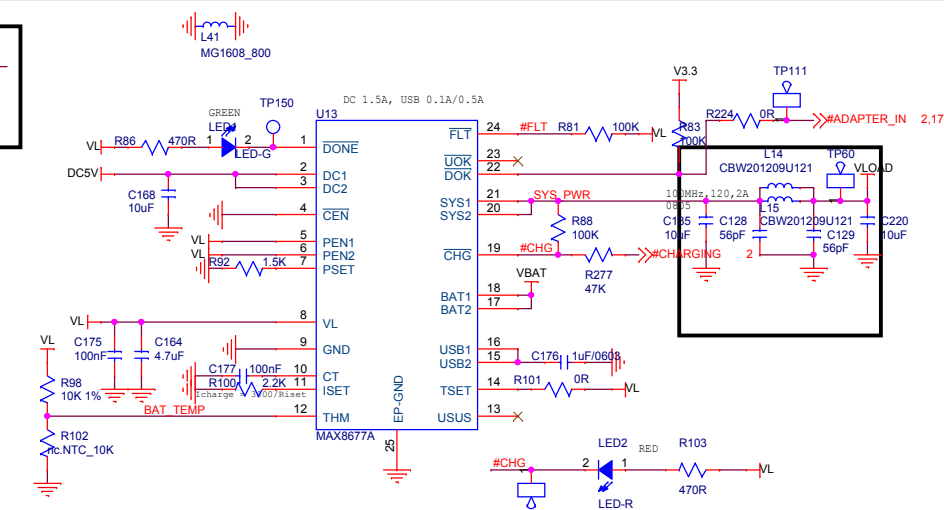 L41
MG1608_800
DC 1.5A, USB 0.1A/0.5A
GREEN
LED1
TP150
U13
VL
R86
470R
1
2
LED-G
1
DONE
DC5V
2
DC1
3
DC2
C168
10uF
4
CEN
VL
5
PEN1
VL
6
PEN2
R92
1.5K
7
PSET
VL
8
VL
C175
100nF
C164
4.7uF
9
GND
C177
100nF
10
CT
R100
2.2K
11
ISET
VL
R98
10K 1%
BAT_TEMP
12
THM
R102
nc.NTC_10K
MAX8677A
EP-GND
25
FLT
24
#FLT
R81
100K
VL
UOK
23
DOK
22
V3.3
R83
100K
R224
0R
TP111
1
#ADAPTER_IN
2,17
SYS1
21
SYS_PWR
SYS2
20
R88
100K
CHG
19
#CHG
#CHARGING
2
R277
47K
100MHz,120,2A
0805
L14
CBW201209U121
TP60
1
VLOAD
L15
CBW201209U121
10uF
C128
56pF
C129
56pF
C220
10uF
VBAT
BAT1
18
BAT2
17
USB1
16
USB2
15
C176
1uF/0603
TSET
14
R101
0R
VL
USUS
13
#CHG
1
2
LED2
1
RED
LED-R
R103
470R
VL